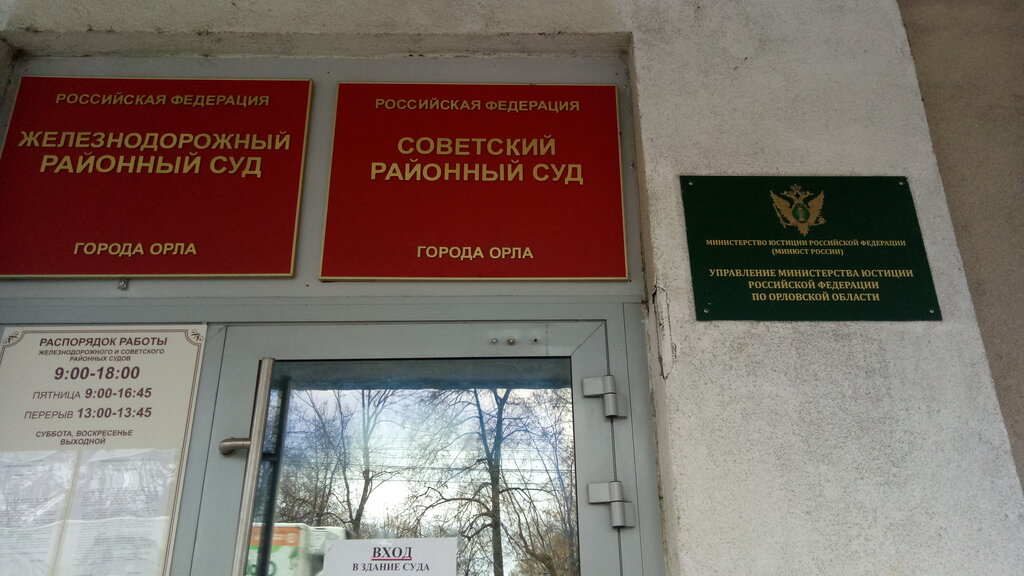 РОССИЙСКАЯ ФЕДЕРАЦИЯ
ЖЕЛЕЗНОДОРОЖНЫЙ
РАЙОННЫЙ СУД
ГОРОДА ОРЛА
РОССИЙСКАЯ ФЕДЕРАЦИЯ
СОВЕТСКИЙ
РАЙОННЫЙ СУД
ГОРОДА ОРЛА
МИНИСТЕРСТВО ЮСТИЦИИ РОССИЙСКОЙ ФЕДЕРАЦИИ
(МИНЮСТ РОССИИ)
УПРАВЛЕНИЕ МИНИСТЕРСТВА ЮСТИЦИИ
РОССИЙСКОЙ ФЕДЕРАЦИИ
ПО ОРЛОВСКОЙ ОБЛАСТИ
РАСПОРЯДОК РАБОТЫ
ЖЕЛЕЗНОДОРОЖНОГО И СОВЕТСКОГО
РАЙОННЫХ СУДОВ
9:00-18:00
ПЯТНИЦА 9:00-16:45
ПЕРЕРЫВ 13:00-13:45
СУББОТА, ВОСКРЕСЕНЬЕ
ВЫХОДНОЙ
ВХОД
В ЗДАНИЕ СУДА